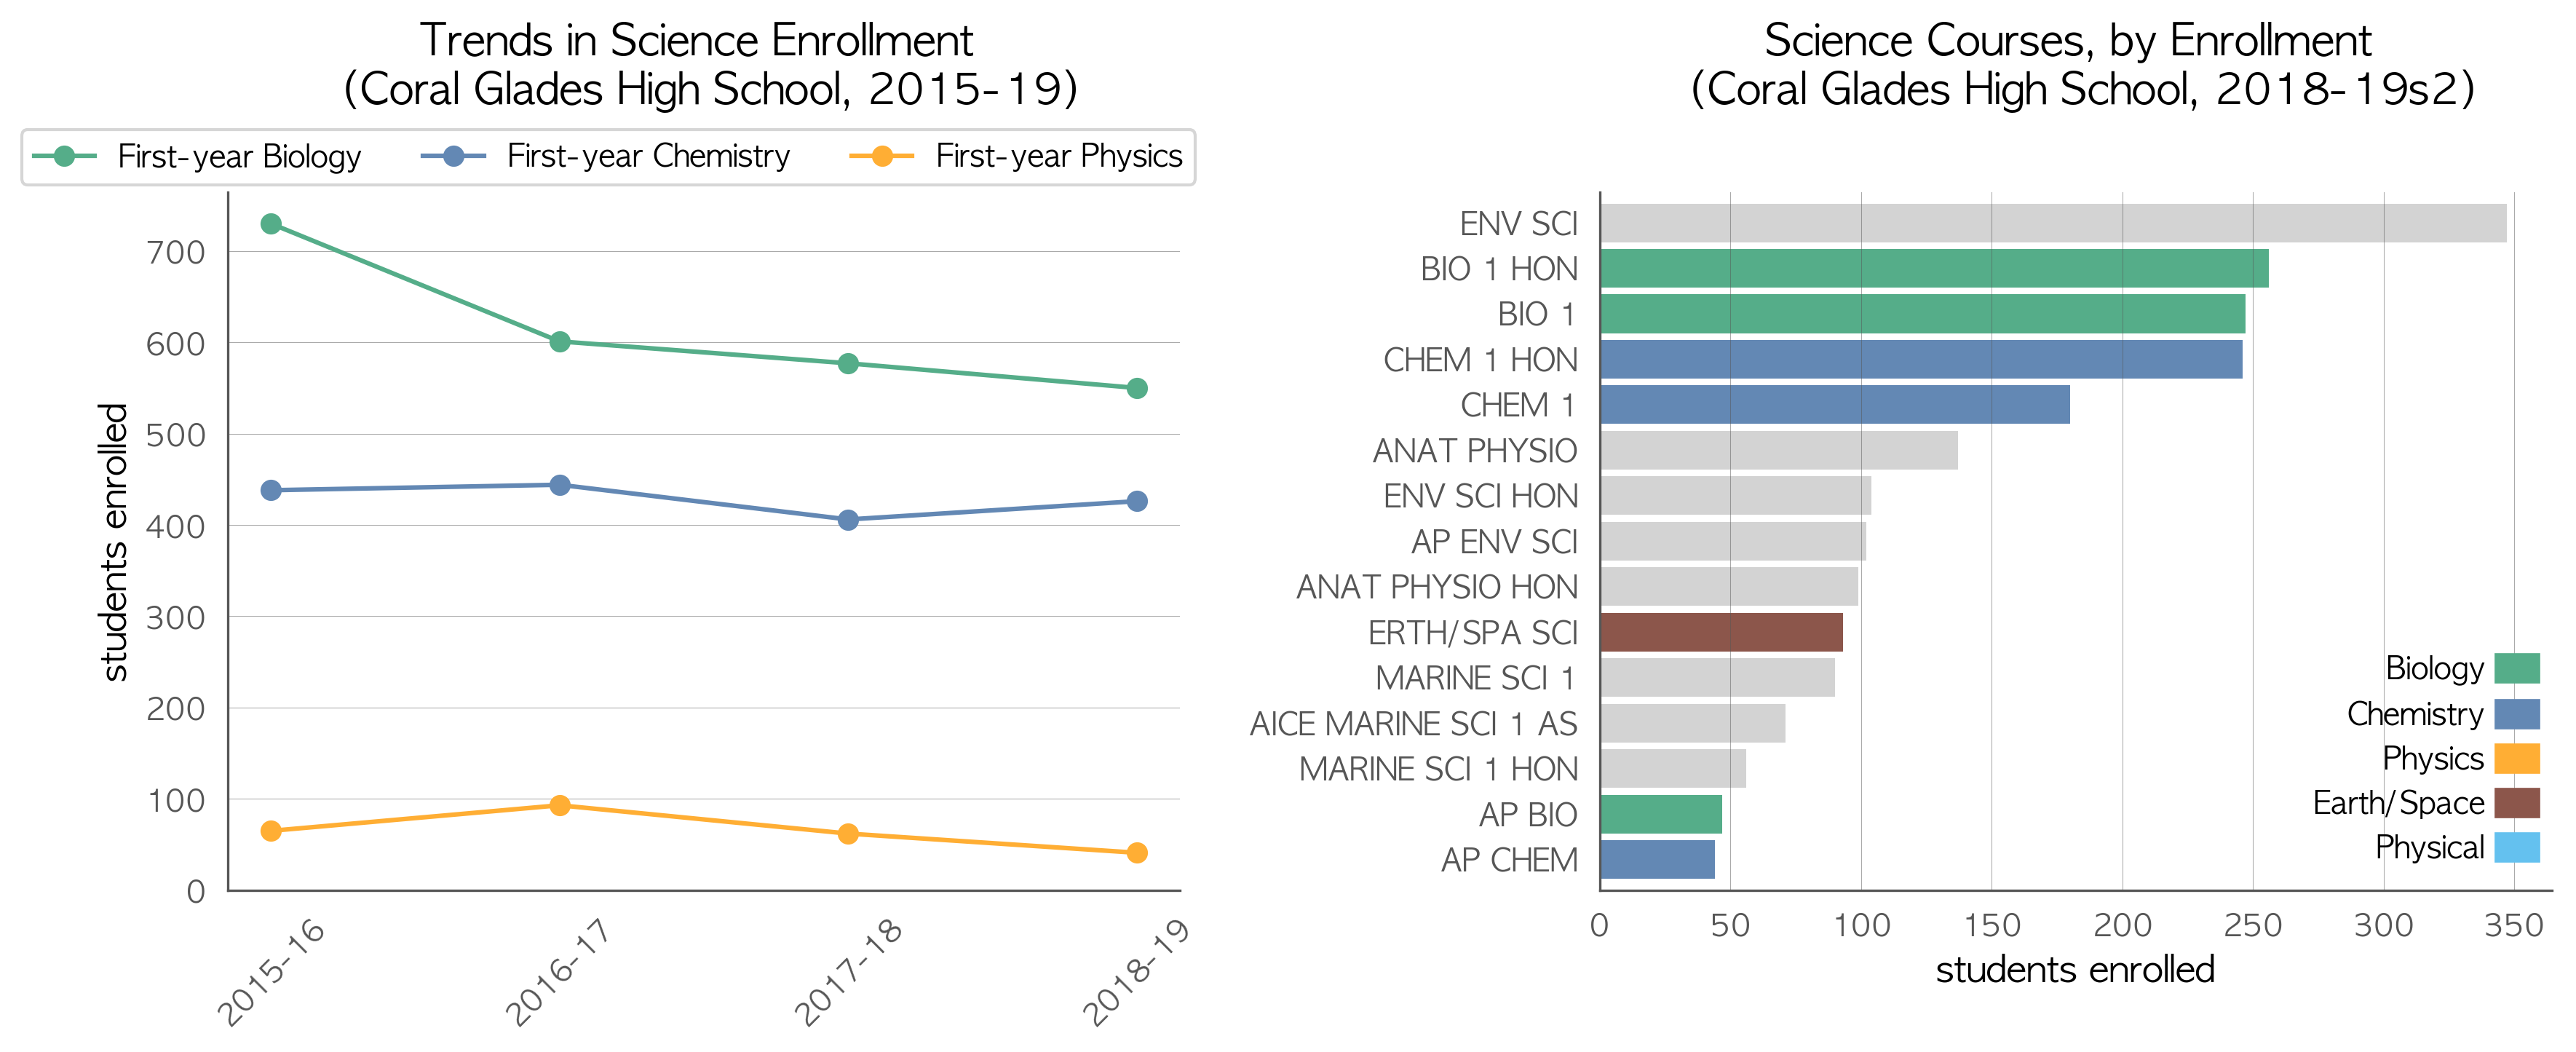 Trends in Science Enrollment
(Coral Glades High School, 2015-19)
First-year Biology
First-year Chemistry
First-year Physics
students enrolled
700
600
500
400
300
200
100
0
2015-16
2016-17
2017-18
2018-19
Science Courses, by Enrollment
(Coral Glades High School, 2018-19s2)
ENV SCI
BIO 1 HON
BIO 1
CHEM 1 HON
CHEM 1
ANAT PHYSIO
ENV SCI HON
AP ENV SCI
ANAT PHYSIO HON
ERTH/SPA SCI
MARINE SCI 1
AICE MARINE SCI 1 AS
MARINE SCI 1 HON
AP BIO
AP CHEM
Biology
Chemistry
Physics
Earth/Space
Physical
0 50 100 150 200 250 300 350
students enrolled